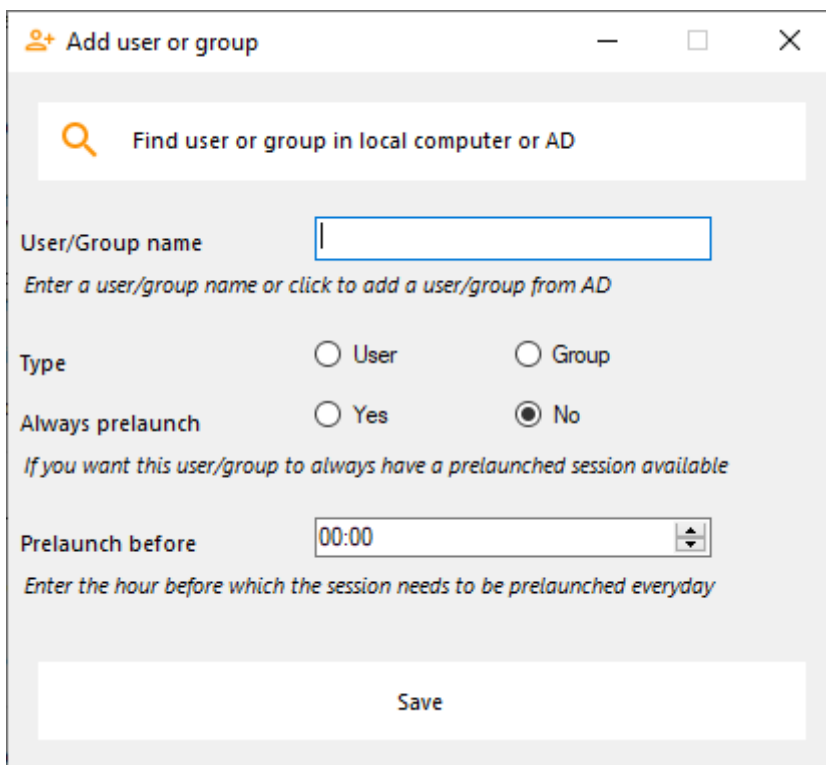 Add user or group
Find user or group in local computer or AD
User/Group name
Enter a user/group name or click to add a user/group from AD
Type User Group
Always prelaunch Yes No
If you want this user/group to always have a prelaunched session available
Prelaunch before 00:00
Enter the hour before which the session needs to be prelaunched everyday
Save